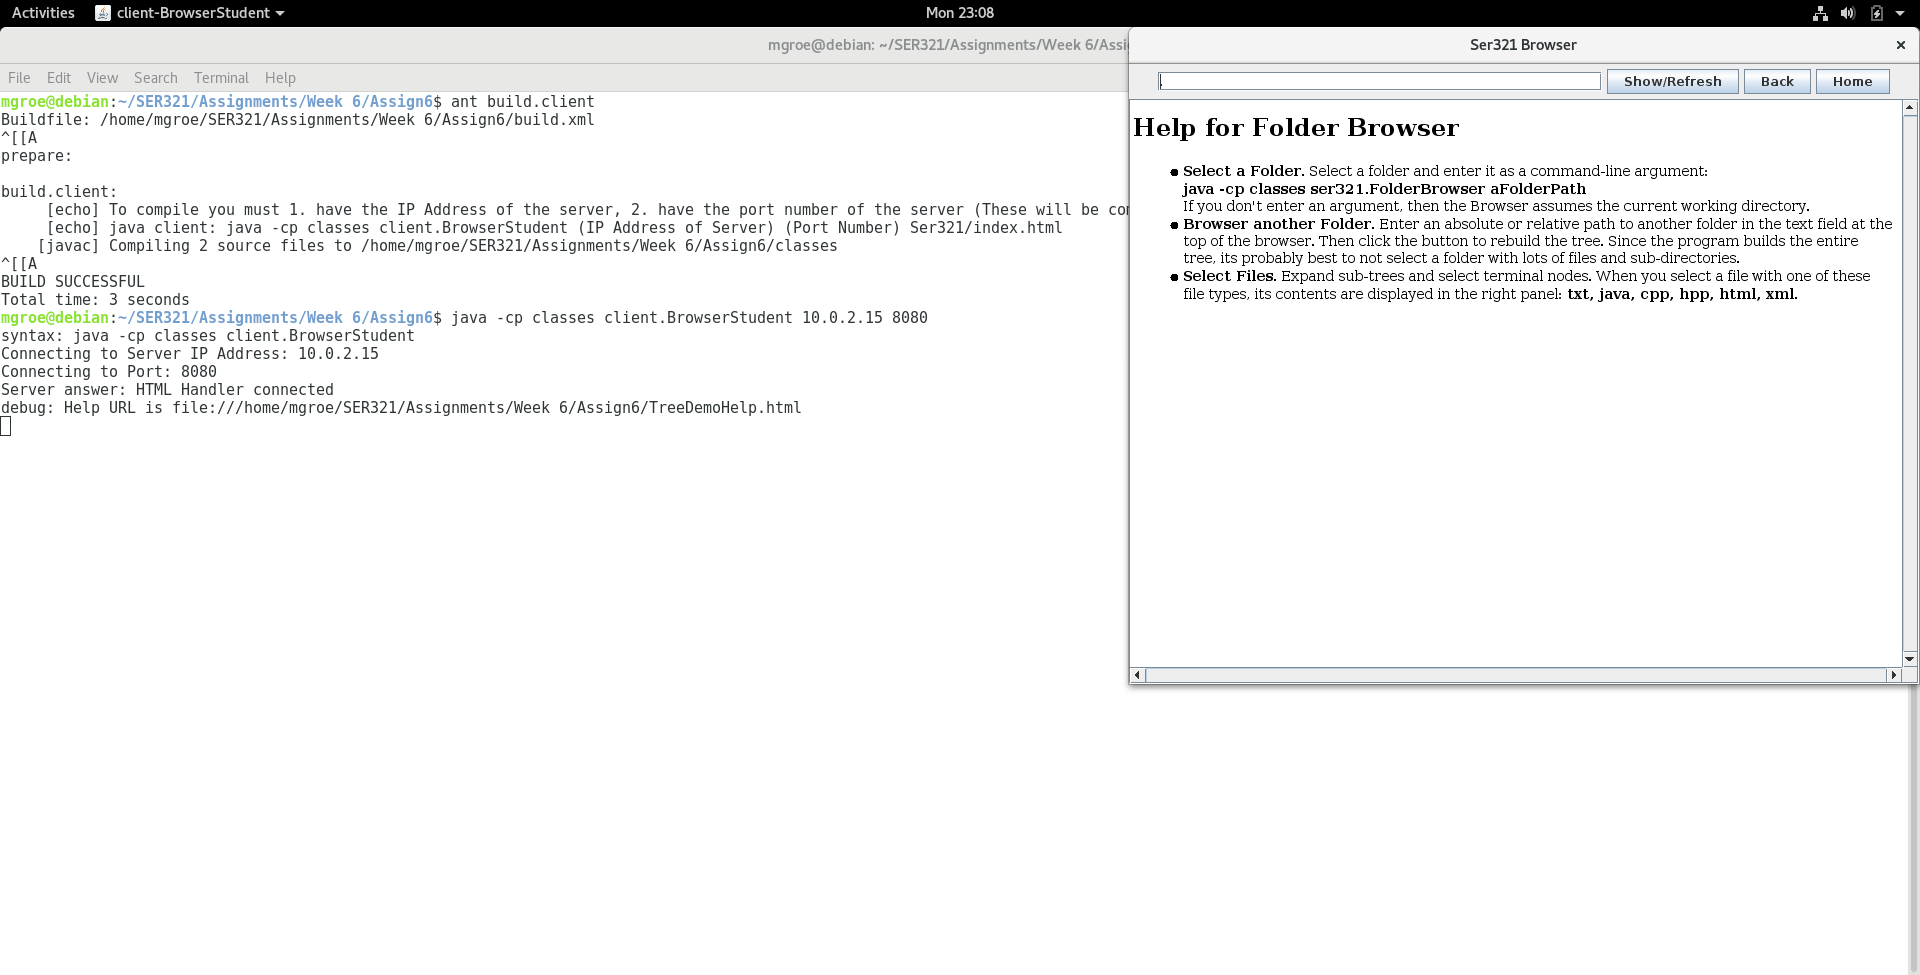 Activities client-BrowserStudent Mon 23:08
mgroe@debian: ~/SER321/Assignments/Week 6/Assi
File Edit View Search Terminal Help
mgroe@debian:~/SER321/Assignments/Week 6/Assign6$ ant build.client
Buildfile: /home/mgroe/SER321/Assignments/Week 6/Assign6/build.xml
^[[A
prepare:
build.client:
[echo] To compile you must 1. have the IP Address of the server, 2. have the port number of the server (These will be con
[echo] java client: java -cp classes client.BrowserStudent (IP Address of Server) (Port Number) Ser321/index.html
[javac] Compiling 2 source files to /home/mgroe/SER321/Assignments/Week 6/Assign6/classes
^[[A
BUILD SUCCESSFUL
Total time: 3 seconds
mgroe@debian:~/SER321/Assignments/Week 6/Assign6$ java -cp classes client.BrowserStudent 10.0.2.15 8080
syntax: java -cp classes client.BrowserStudent
Connecting to Server IP Address: 10.0.2.15
Connecting to Port: 8080
Server answer: HTML Handler connected
debug: Help URL is file:///home/mgroe/SER321/Assignments/Week 6/Assign6/TreeDemoHelp.html
Ser321 Browser
Show/Refresh Back Home
Help for Folder Browser
Select a Folder. Select a folder and enter it as a command-line argument:
java -cp classes ser321.FolderBrowser aFolderPath
If you don't enter an argument, then the Browser assumes the current working directory.
Browser another Folder. Enter an absolute or relative path to another folder in the text field at the
top of the browser. Then click the button to rebuild the tree. Since the program builds the entire
tree, its probably best to not select a folder with lots of files and sub-directories.
Select Files. Expand sub-trees and select terminal nodes. When you select a file with one of these
file types, its contents are displayed in the right panel: txt, java, cpp, hpp, html, xml.